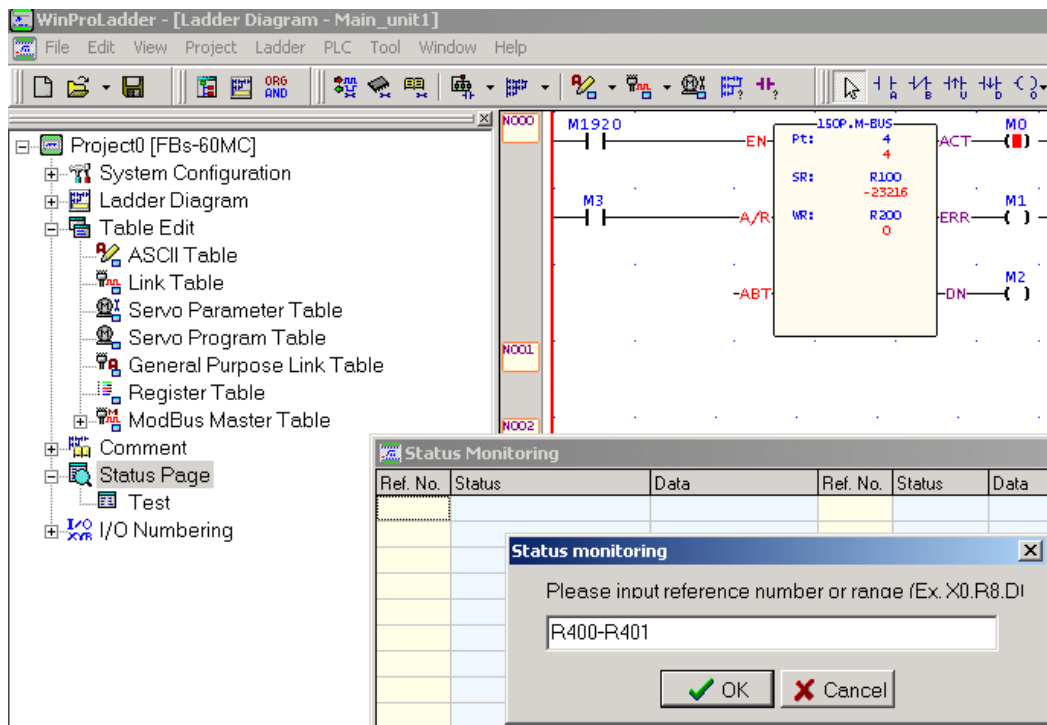 WinProLadder - [Ladder Diagram - Main_unit1]
File Edit View Project Ladder PLC Tool Window Help
ORG
AND
A B U D
Project0 [FBs-60MC]
System Configuration
Ladder Diagram
Table Edit
ASCII Table
Link Table
Servo Parameter Table
Servo Program Table
General Purpose Link Table
Register Table
ModBus Master Table
Comment
Status Page
Test
I/O Numbering
N000
M1920
EN
150P.M-BUS
Pt: 4
4
ACT
M0
SR: R100
-23216
M3
A/R
WR: R200
0
ERR
M1
ABT
DN
M2
N001
N002
Status Monitoring
Ref. No. Status Data Ref. No. Status Data
Status monitoring
Please input reference number or range (Ex. X0.R8.D
R400-R401
OK Cancel